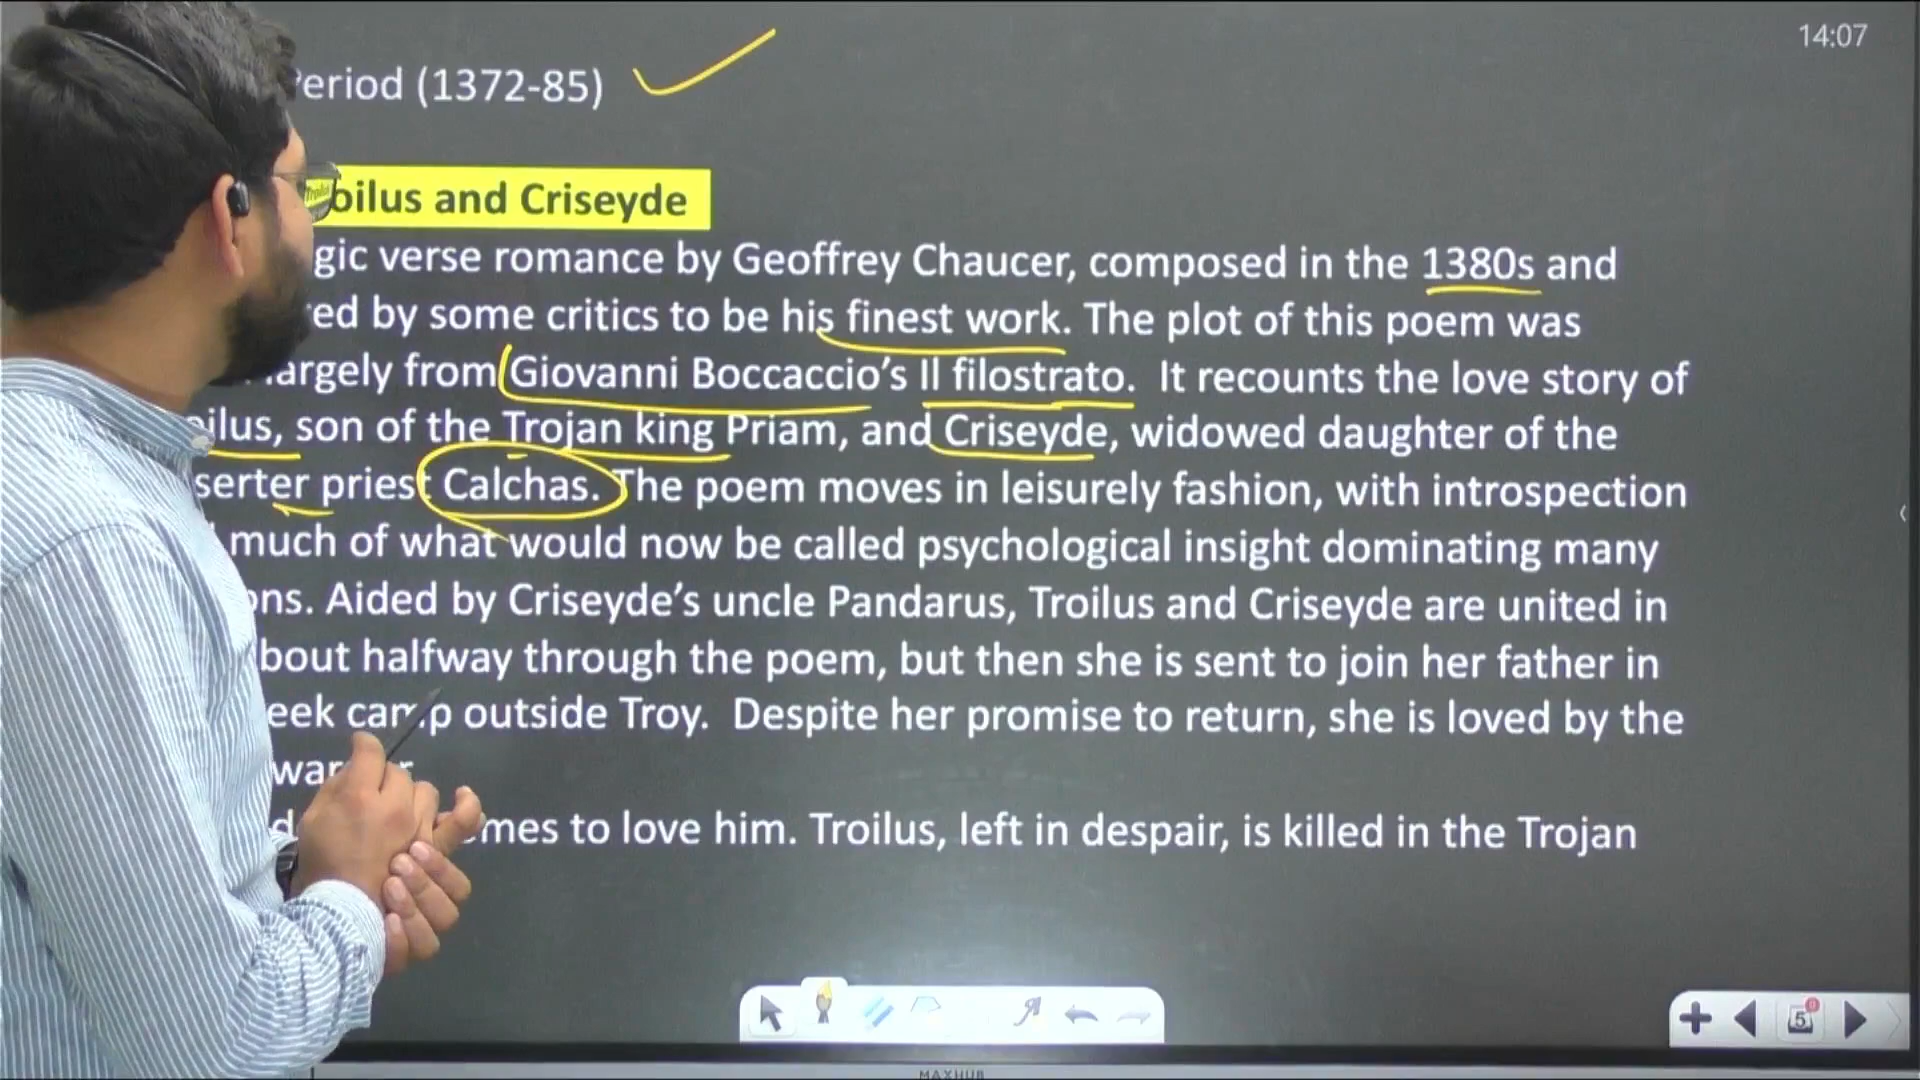 14:07
Period (1372-85)
oilus and Criseyde
gic verse romance by Geoffrey Chaucer, composed in the 1380s and
red by some critics to be his finest work. The plot of this poem was
largely from Giovanni Boccaccio's Il filostrato. It recounts the love story of
ilus, son of the Trojan king Priam, and Criseyde, widowed daughter of the
serter priest Calchas. The poem moves in leisurely fashion, with introspection
much of what would now be called psychological insight dominating many
ons. Aided by Criseyde's uncle Pandarus, Troilus and Criseyde are united in
bout halfway through the poem, but then she is sent to join her father in
eek camp outside Troy. Despite her promise to return, she is loved by the
war
mes to love him. Troilus, left in despair, is killed in the Trojan
5
MAXHUB